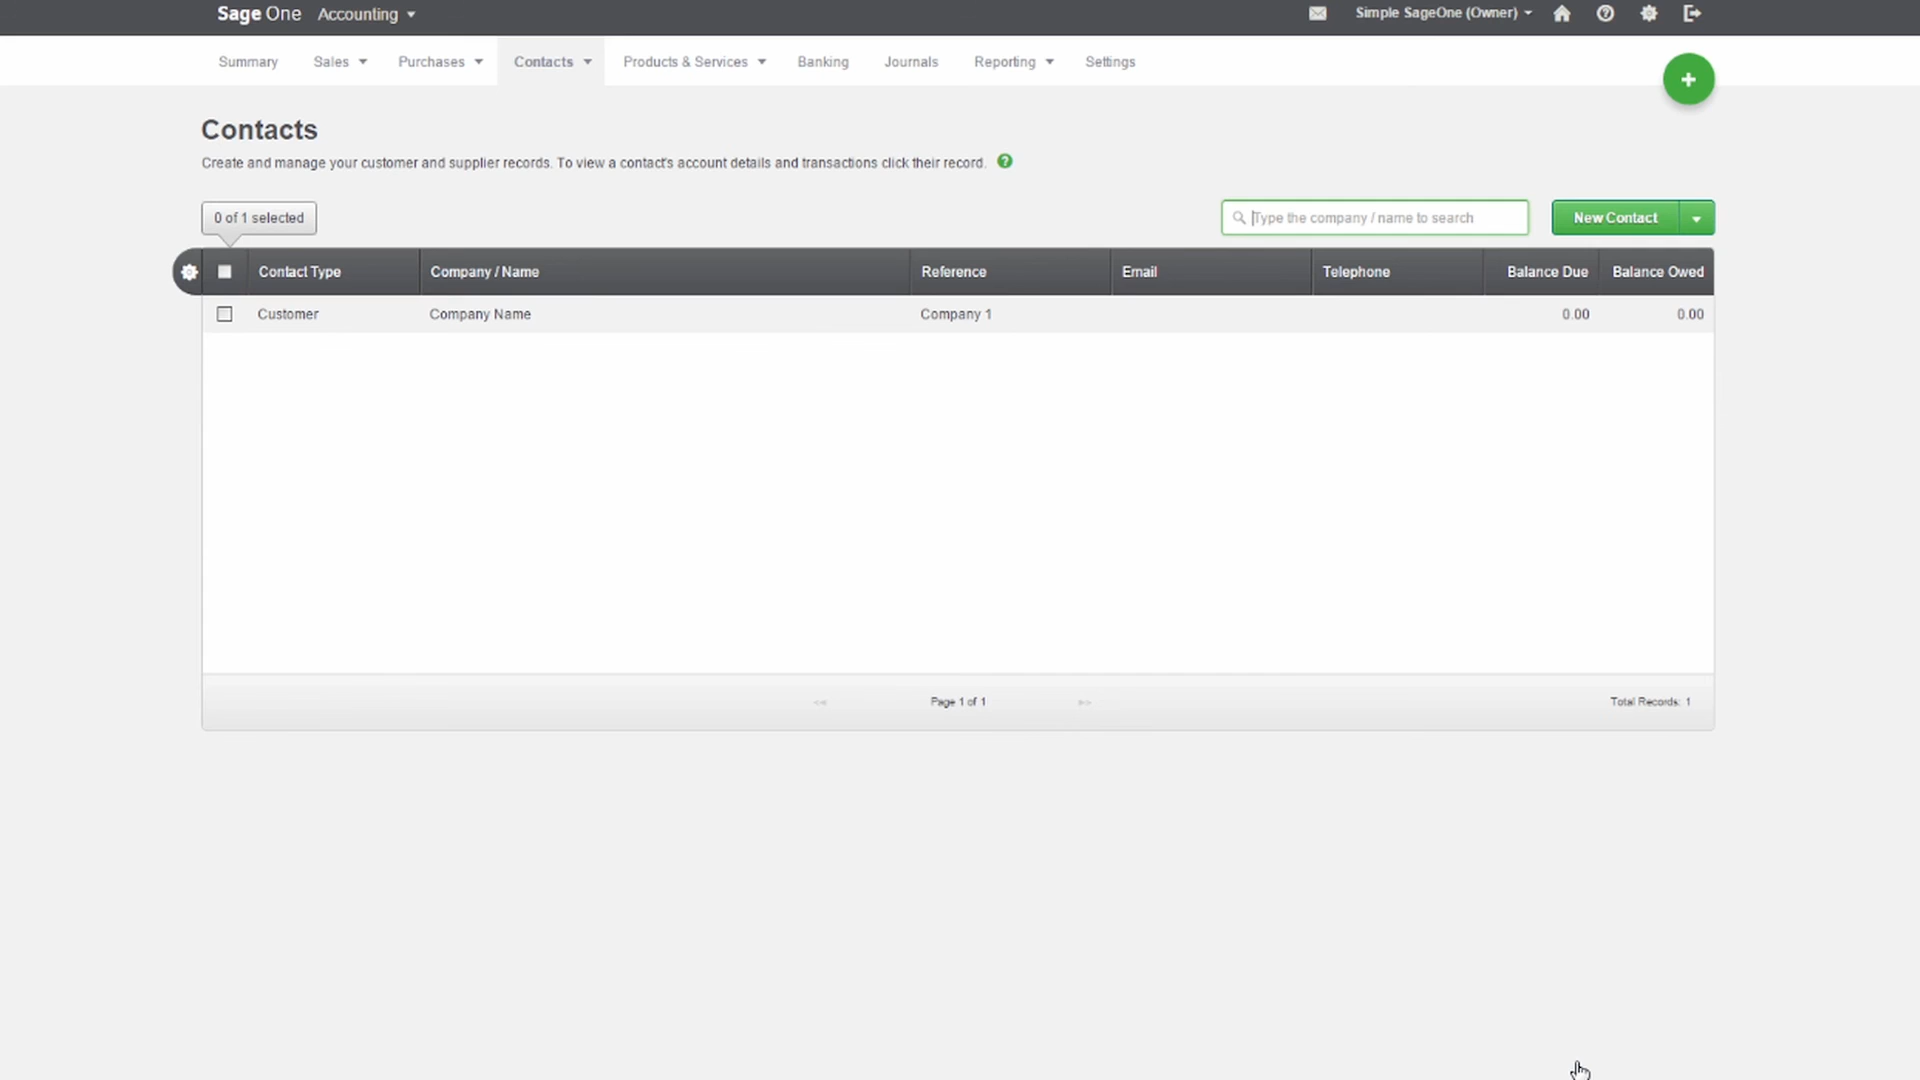 Sage One Accounting Simple SageOne (Owner)
Summary Sales Purchases Contacts Products & Services Banking Journals Reporting Settings
Contacts
Create and manage your customer and supplier records. To view a contact's account details and transactions click their record.
0 of 1 selected
Type the company / name to search
New Contact
Contact Type Company / Name Reference Email Telephone Balance Due Balance Owed
Customer Company Name Company 1 0.00 0.00
Page 1 of 1
Total Records: 1